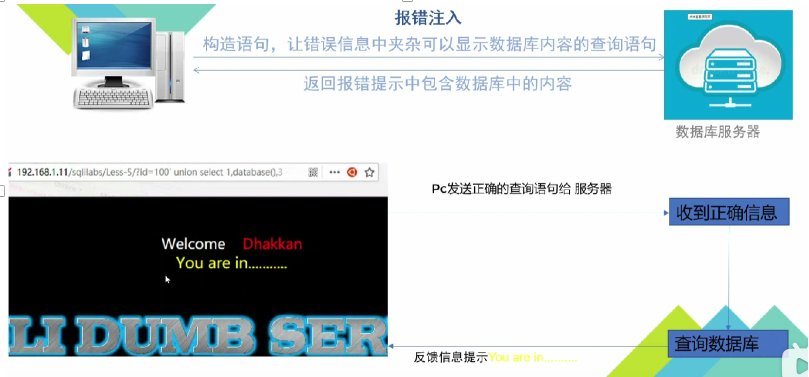 报错注入
构造语句，让错误信息中夹杂可以显示数据库内容的查询语句
返回报错提示中包含数据库中的内容
数据库服务器
192.168.1.11/sqlilabs/Less-5/?id=100' union select 1,database(),3
Pc发送正确的查询语句给 服务器
收到正确信息
Welcome Dhakkan
You are in...........
LI DUMB SER
查询数据库
反馈信息提示You are in...........